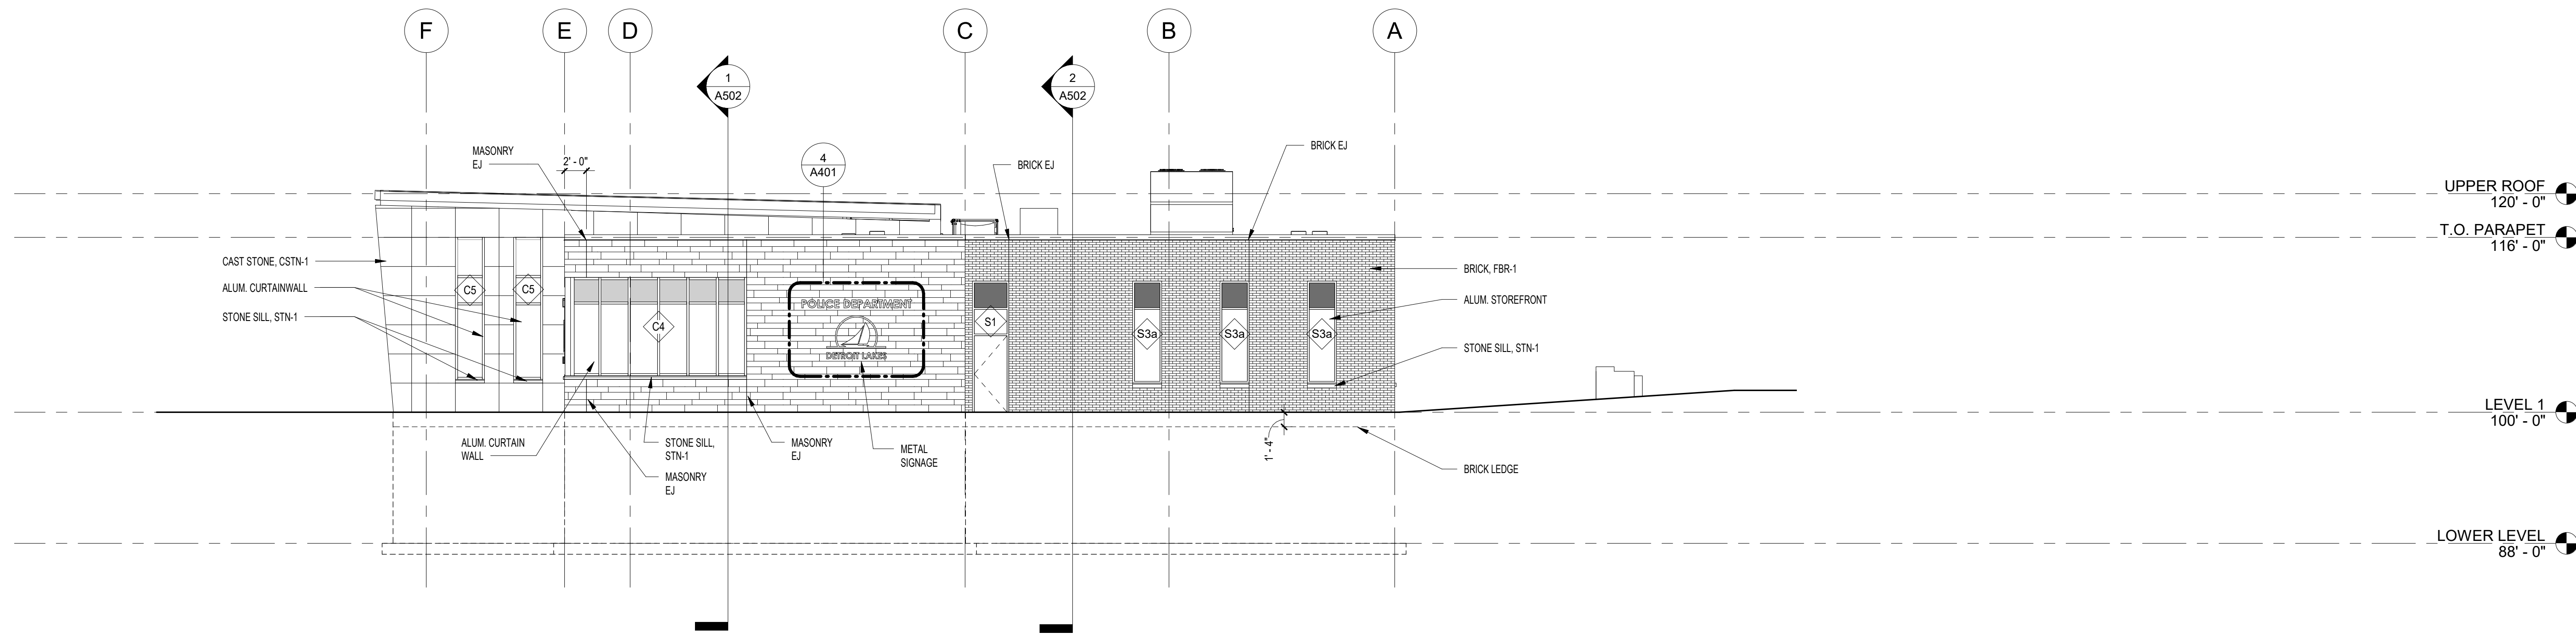 F
E
D
C
B
A
1
A502
2
A502
MASONRY
EJ
2' - 0"
4
A401
BRICK EJ
BRICK EJ
UPPER ROOF
120' - 0"
T.O. PARAPET
116' - 0"
CAST STONE, CSTN-1
ALUM. CURTAINWALL
STONE SILL, STN-1
C5
C5
C4
POLICE DEPARTMENT
DETROIT LAKES
S1
S3a
S3a
S3a
BRICK, FBR-1
ALUM. STOREFRONT
STONE SILL, STN-1
LEVEL 1
100' - 0"
ALUM. CURTAIN
WALL
STONE SILL,
STN-1
MASONRY
EJ
MASONRY
EJ
METAL
SIGNAGE
1' - 4"
BRICK LEDGE
LOWER LEVEL
88' - 0"